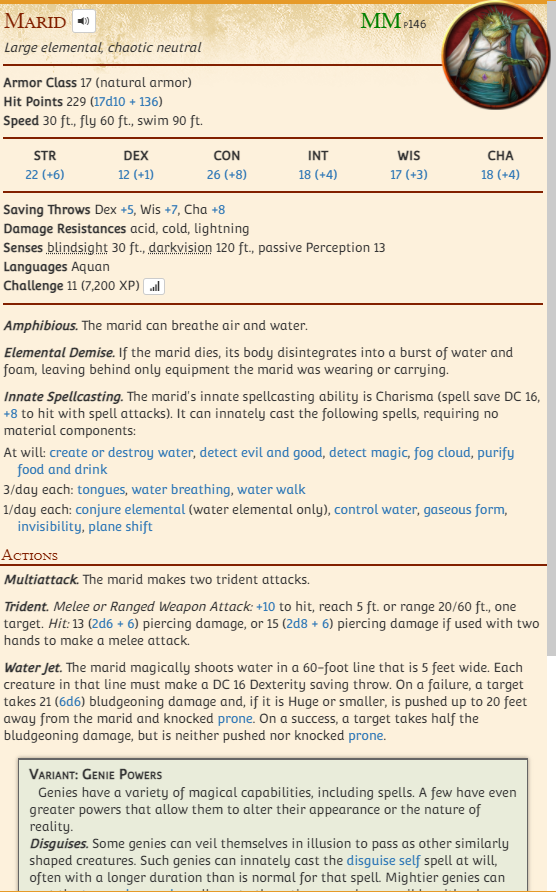 Marid
MM p146
Large elemental, chaotic neutral
Armor Class 17 (natural armor)
Hit Points 229 (17d10 + 136)
Speed 30 ft., fly 60 ft., swim 90 ft.
STR DEX CON INT WIS CHA
22 (+6) 12 (+1) 26 (+8) 18 (+4) 17 (+3) 18 (+4)
Saving Throws Dex +5, Wis +7, Cha +8
Damage Resistances acid, cold, lightning
Senses blindsight 30 ft., darkvision 120 ft., passive Perception 13
Languages Aquan
Challenge 11 (7,200 XP)
Amphibious. The marid can breathe air and water.
Elemental Demise. If the marid dies, its body disintegrates into a burst of water and
foam, leaving behind only equipment the marid was wearing or carrying.
Innate Spellcasting. The marid's innate spellcasting ability is Charisma (spell save DC 16,
+8 to hit with spell attacks). It can innately cast the following spells, requiring no
material components:
At will: create or destroy water, detect evil and good, detect magic, fog cloud, purify
food and drink
3/day each: tongues, water breathing, water walk
1/day each: conjure elemental (water elemental only), control water, gaseous form,
invisibility, plane shift
Actions
Multiattack. The marid makes two trident attacks.
Trident. Melee or Ranged Weapon Attack: +10 to hit, reach 5 ft. or range 20/60 ft., one
target. Hit: 13 (2d6 + 6) piercing damage, or 15 (2d8 + 6) piercing damage if used with two
hands to make a melee attack.
Water Jet. The marid magically shoots water in a 60-foot line that is 5 feet wide. Each
creature in that line must make a DC 16 Dexterity saving throw. On a failure, a target
takes 21 (6d6) bludgeoning damage and, if it is Huge or smaller, is pushed up to 20 feet
away from the marid and knocked prone. On a success, a target takes half the
bludgeoning damage, but is neither pushed nor knocked prone.
Variant: Genie Powers
Genies have a variety of magical capabilities, including spells. A few have even
greater powers that allow them to alter their appearance or the nature of
reality.
Disguises. Some genies can veil themselves in illusion to pass as other similarly
shaped creatures. Such genies can innately cast the disguise self spell at will,
often with a longer duration than is normal for that spell. Mightier genies can